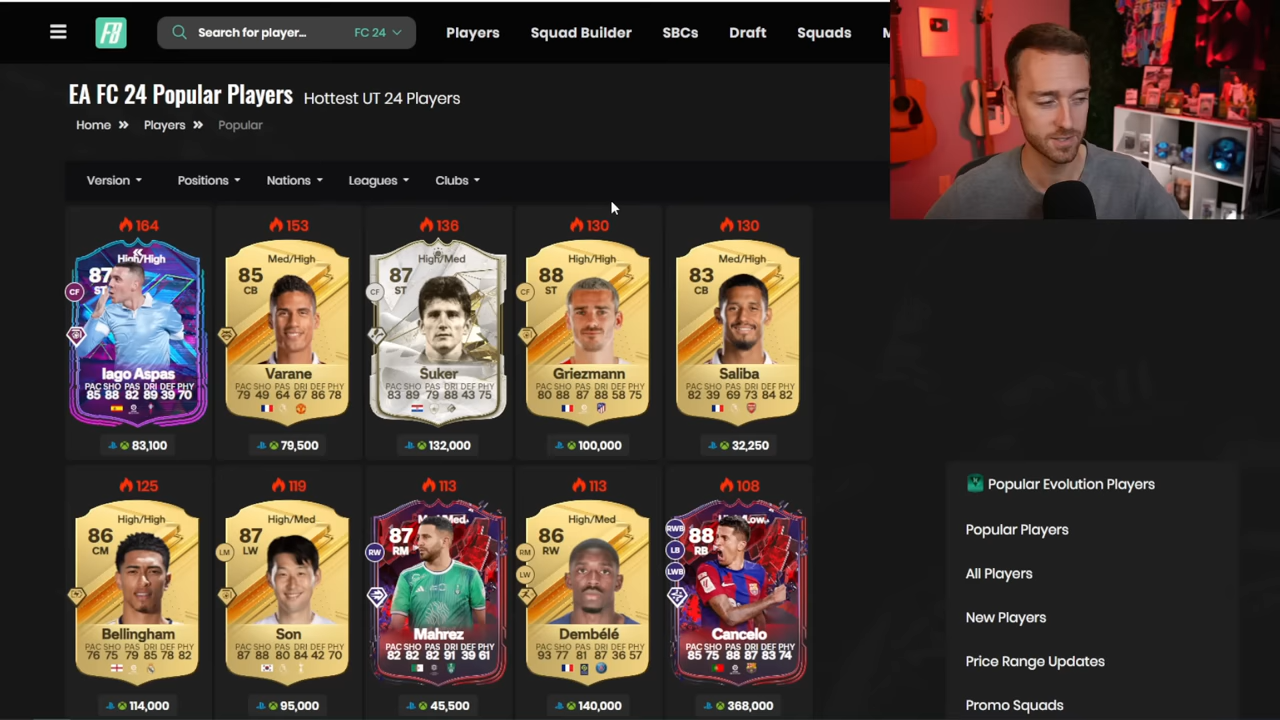 FB
Search for player...
FC 24
Players
Squad Builder
SBCs
Draft
Squads
EA FC 24 Popular Players
Hottest UT 24 Players
Home
Players
Popular
Version
Positions
Nations
Leagues
Clubs
164
153
136
130
130
High/High
87
ST
CF
Iago Aspas
PAC SHO PAS DRI DEF PHY
85 88 82 89 39 70
Med/High
85
CB
Varane
PAC SHO PAS DRI DEF PHY
79 49 64 67 86 78
High/Med
87
ST
CF
Šuker
PAC SHO PAS DRI DEF PHY
83 89 79 88 43 75
High/High
88
ST
CF
Griezmann
PAC SHO PAS DRI DEF PHY
80 88 88 88 58 75
Med/High
83
CB
Saliba
PAC SHO PAS DRI DEF PHY
82 39 69 73 84 82
83,100
79,500
132,000
100,000
32,250
125
119
113
113
108
High/High
86
CM
Bellingham
PAC SHO PAS DRI DEF PHY
76 75 79 85 78 82
High/Med
87
LW
LM
Son
PAC SHO PAS DRI DEF PHY
87 88 80 84 42 70
87
RM
RW
Mahrez
PAC SHO PAS DRI DEF PHY
82 82 82 91 39 61
High/Med
86
RW
RM
LW
Dembélé
PAC SHO PAS DRI DEF PHY
93 77 81 87 36 57
88
RB
RWB
LB
LWB
Cancelo
PAC SHO PAS DRI DEF PHY
85 75 88 87 83 74
114,000
95,000
45,500
140,000
368,000
Popular Evolution Players
Popular Players
All Players
New Players
Price Range Updates
Promo Squads